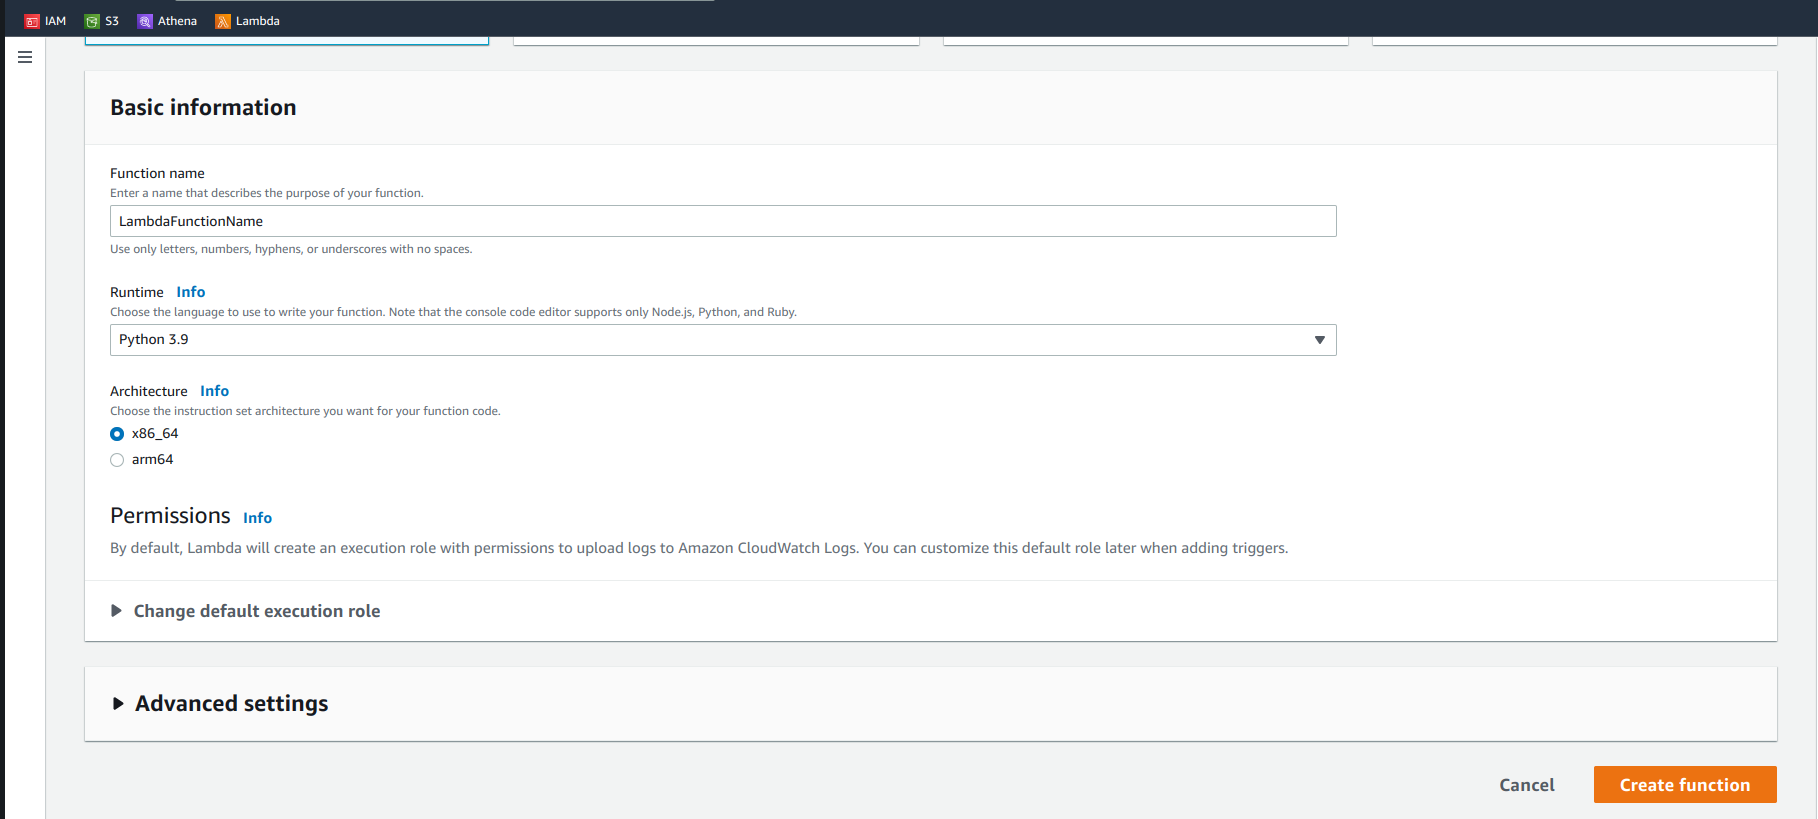 IAM S3 Athena Lambda
Basic information
Function name
Enter a name that describes the purpose of your function.
LambdaFunctionName
Use only letters, numbers, hyphens, or underscores with no spaces.
Runtime Info
Choose the language to use to write your function. Note that the console code editor supports only Node.js, Python, and Ruby.
Python 3.9
Architecture Info
Choose the instruction set architecture you want for your function code.
x86_64
arm64
Permissions Info
By default, Lambda will create an execution role with permissions to upload logs to Amazon CloudWatch Logs. You can customize this default role later when adding triggers.
Change default execution role
Advanced settings
Cancel Create function